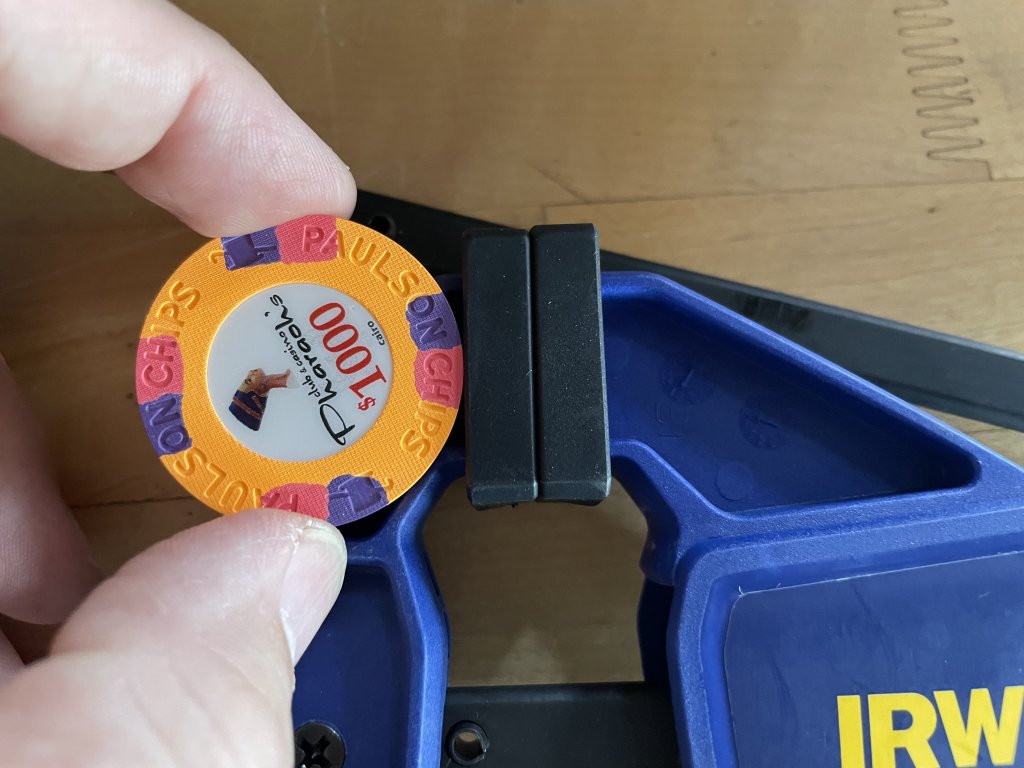 PAULSON CHIPS
PAULSON CHIPS
Pharaoh's
club & casino
$1000
cairo
IRW